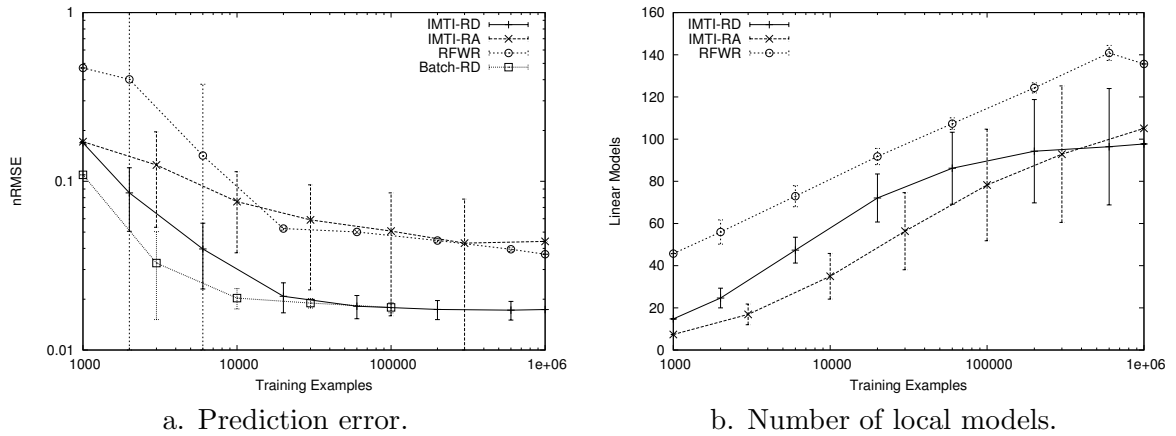 1
0.1
0.01
nRMSE
IMTI-RD
IMTI-RA
RFWR
Batch-RD
1000
10000
100000
1e+06
Training Examples
a. Prediction error.
160
140
120
100
80
60
40
20
0
Linear Models
IMTI-RD
IMTI-RA
RFWR
1000
10000
100000
1e+06
Training Examples
b. Number of local models.